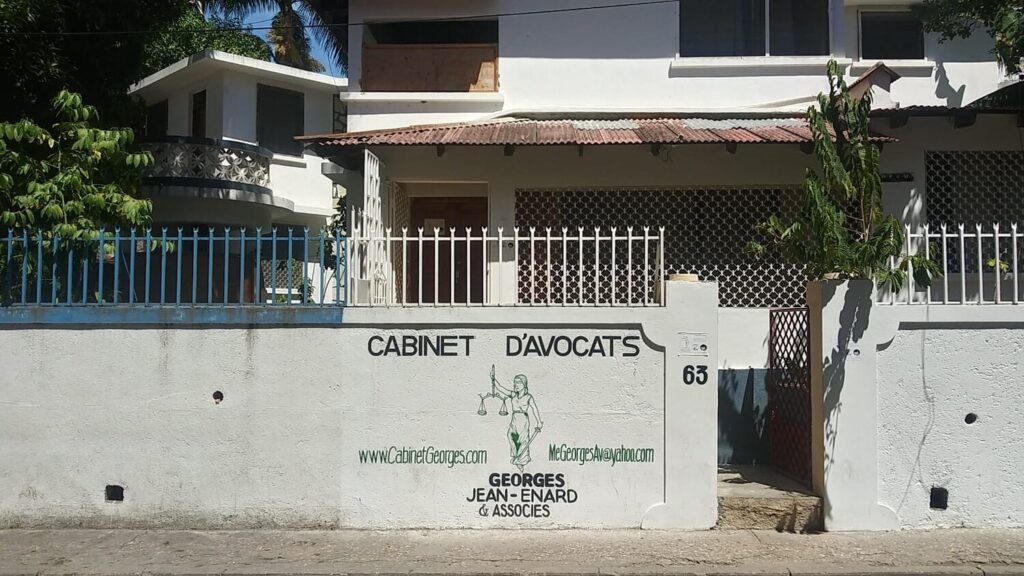 CABINET D'AVOCATS
63
www.CabinetGeorges.com
MeGeorgesAv@yahoo.com
GEORGES
JEAN-ENARD
& ASSOCIES